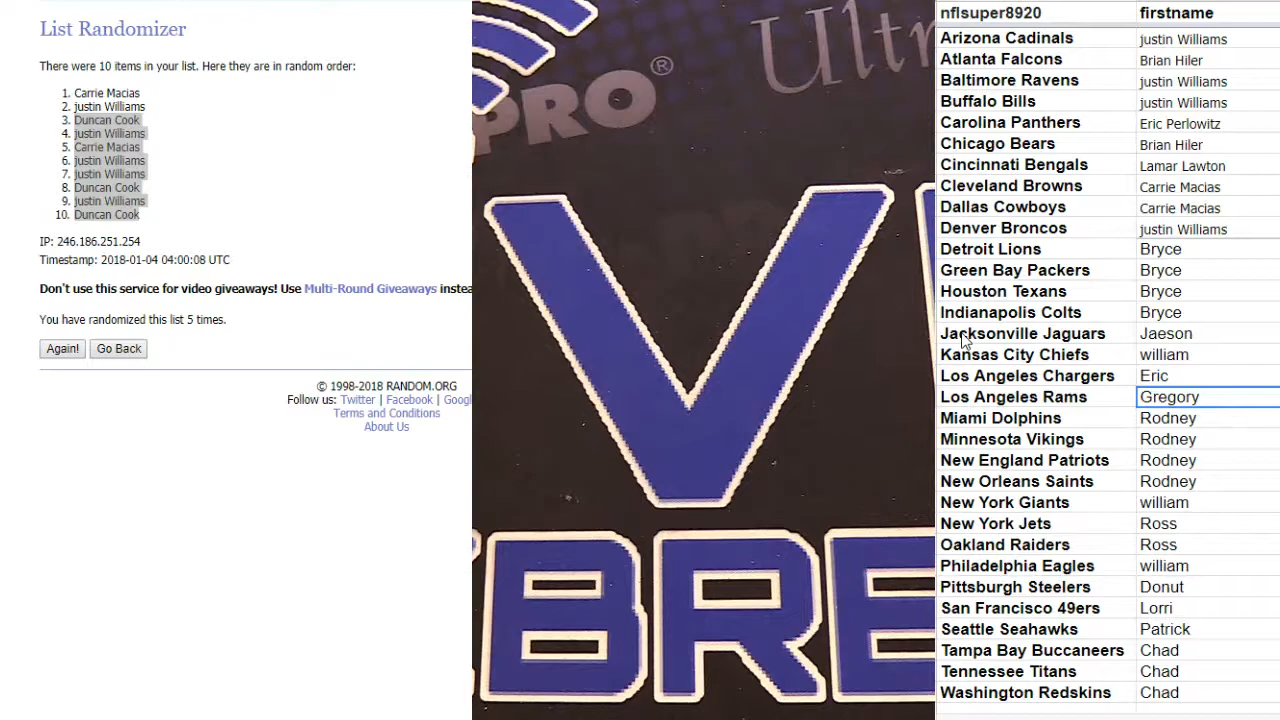 List Randomizer
There were 10 items in your list. Here they are in random order:
1. Carrie Macias
2. justin Williams
3. Duncan Cook
4. justin Williams
5. Carrie Macias
6. justin Williams
7. justin Williams
8. Duncan Cook
9. justin Williams
10. Duncan Cook
IP: 246.186.251.254
Timestamp: 2018-01-04 04:00:08 UTC
Don't use this service for video giveaways! Use Multi-Round Giveaways instea
You have randomized this list 5 times.
Again! Go Back
© 1998-2018 RANDOM.ORG
Follow us: Twitter | Facebook | Googl
Terms and Conditions
About Us
PRO® Ultr
V
BRE
nflsuper8920 firstname
Arizona Cadinals justin Williams
Atlanta Falcons Brian Hiler
Baltimore Ravens justin Williams
Buffalo Bills justin Williams
Carolina Panthers Eric Perlowitz
Chicago Bears Brian Hiler
Cincinnati Bengals Lamar Lawton
Cleveland Browns Carrie Macias
Dallas Cowboys Carrie Macias
Denver Broncos justin Williams
Detroit Lions Bryce
Green Bay Packers Bryce
Houston Texans Bryce
Indianapolis Colts Bryce
Jacksonville Jaguars Jaeson
Kansas City Chiefs william
Los Angeles Chargers Eric
Los Angeles Rams Gregory
Miami Dolphins Rodney
Minnesota Vikings Rodney
New England Patriots Rodney
New Orleans Saints Rodney
New York Giants william
New York Jets Ross
Oakland Raiders Ross
Philadelphia Eagles william
Pittsburgh Steelers Donut
San Francisco 49ers Lorri
Seattle Seahawks Patrick
Tampa Bay Buccaneers Chad
Tennessee Titans Chad
Washington Redskins Chad